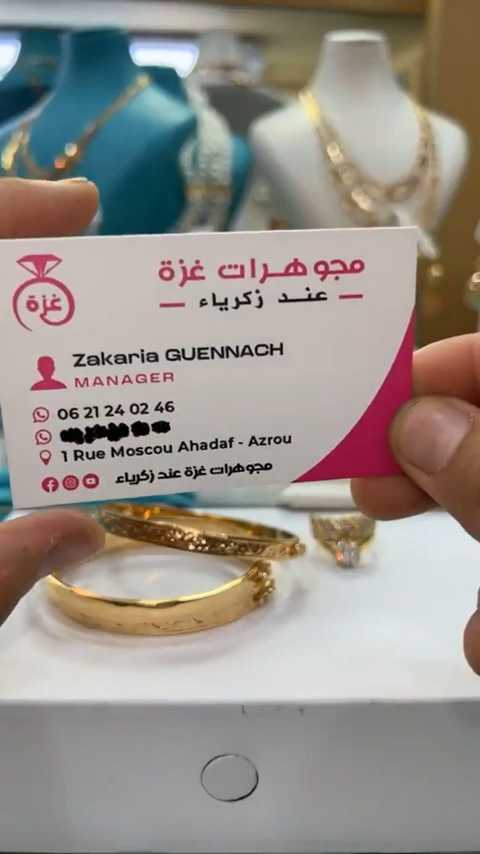 غزة
مجوهرات غزة
عند زكرياء
Zakaria GUENNACH
MANAGER
06 21 24 02 46
1 Rue Moscou Ahadaf - Azrou
مجوهرات غزة عند زكرياء